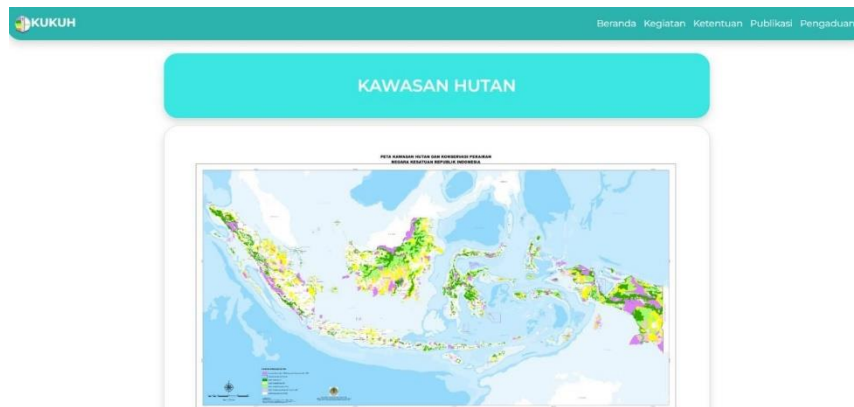 KUKUH
Beranda Kegiatan Ketentuan Publikasi Pengaduan
KAWASAN HUTAN
PETA KAWASAN HUTAN DAN KONSERVASI PERAIRAN
NEGARA KESATUAN REPUBLIK INDONESIA